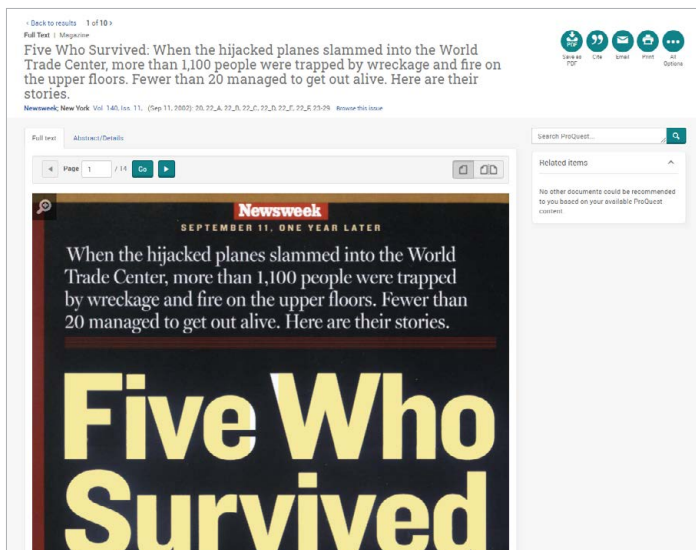 ‹ Back to results 1 of 10 ›
Full Text | Magazine
Five Who Survived: When the hijacked planes slammed into the World
Trade Center, more than 1,100 people were trapped by wreckage and fire on
the upper floors. Fewer than 20 managed to get out alive. Here are their
stories.
Newsweek; New York Vol. 140, Iss. 11, (Sep 11, 2002): 20, 22_A, 22_B, 22_C, 22_D, 22_E, 22_F, 23-29. Browse this issue
PDF
Save as PDF
Cite
Email
Print
All Options
Full text Abstract/Details
Search ProQuest...
Page 1 / 14 Go
Related items
No other documents could be recommended
to you based on your available ProQuest
content
Newsweek
SEPTEMBER 11, ONE YEAR LATER
When the hijacked planes slammed into the World
Trade Center, more than 1,100 people were trapped
by wreckage and fire on the upper floors. Fewer than
20 managed to get out alive. Here are their stories.
Five Who
Survived